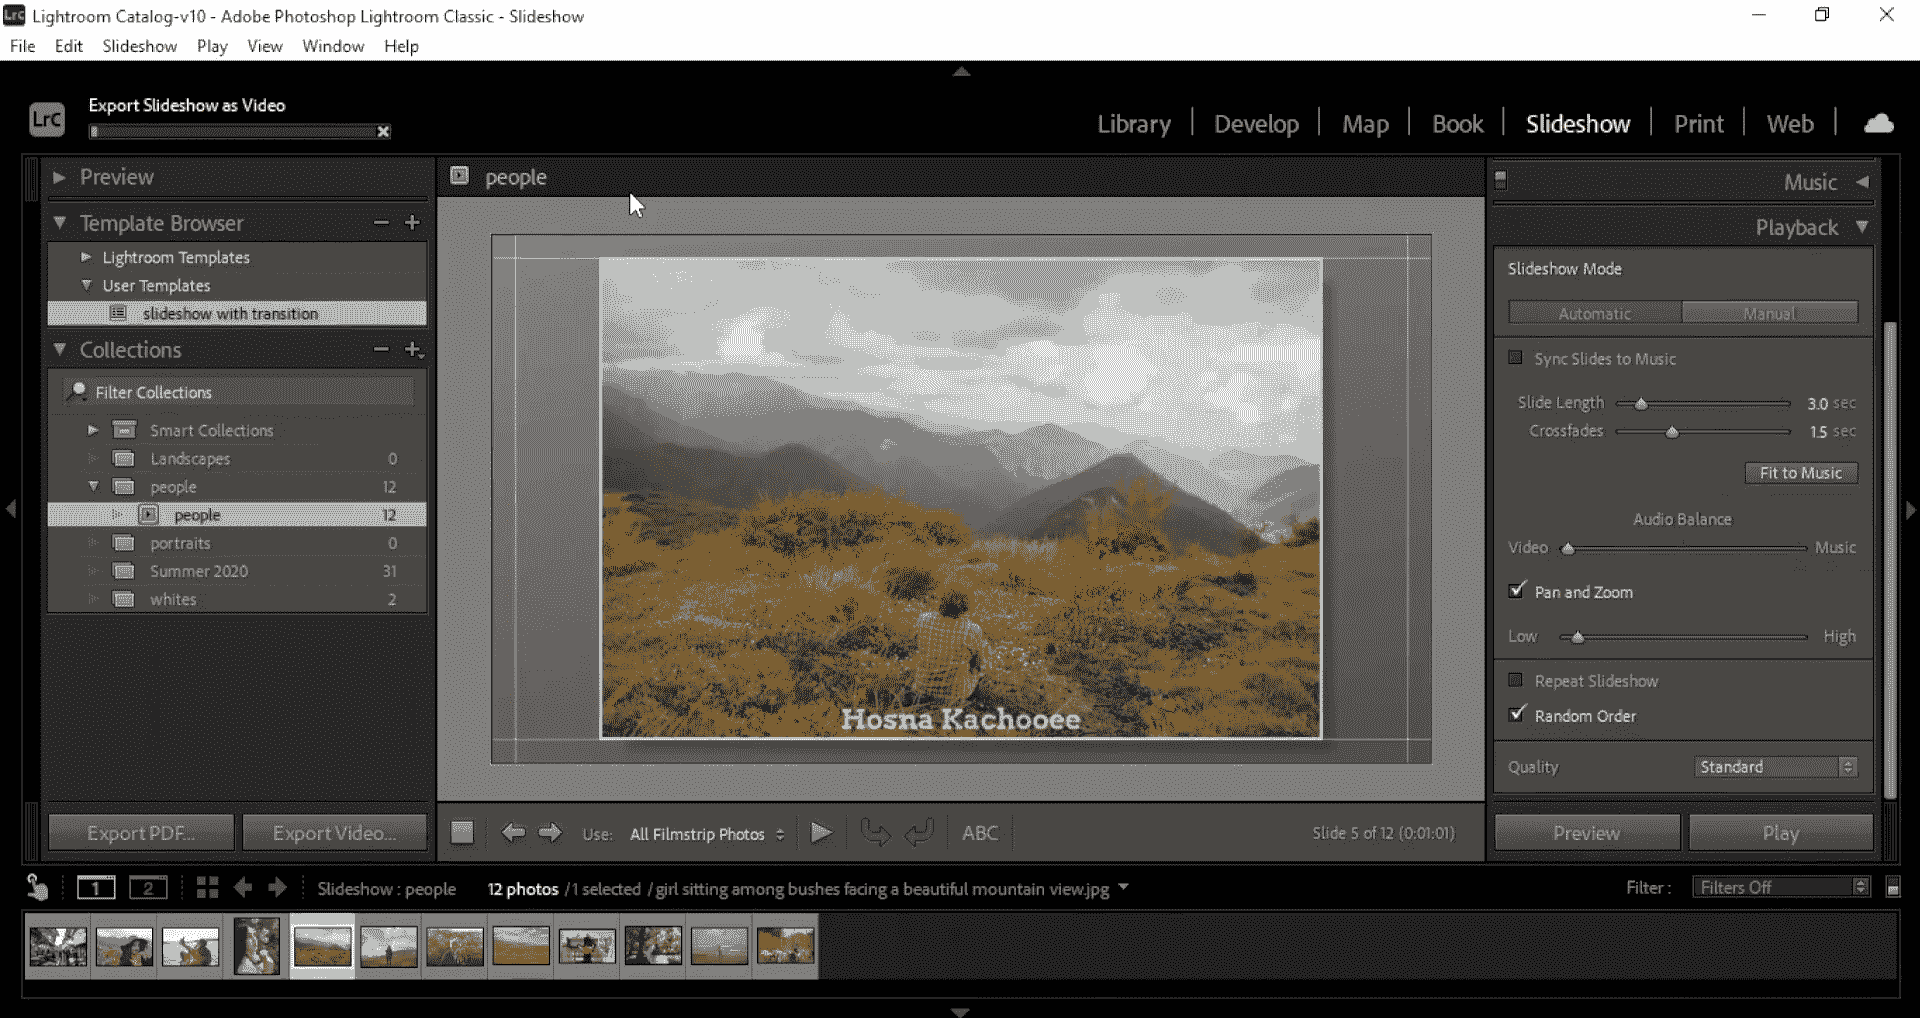 Lrc Lightroom Catalog-v10 - Adobe Photoshop Lightroom Classic - Slideshow
File Edit Slideshow Play View Window Help
LrC
Export Slideshow as Video
Library Develop Map Book Slideshow Print Web
Preview
Template Browser
Lightroom Templates
User Templates
slideshow with transition
Collections
Filter Collections
Smart Collections
Landscapes 0
people 12
people 12
portraits 0
Summer 2020 31
whites 2
Export PDF... Export Video...
people
Hosna Kachooee
Use: All Filmstrip Photos ABC Slide 5 of 12 (0:01:01)
Music
Playback
Slideshow Mode
Automatic Manual
Sync Slides to Music
Slide Length 3.0 sec
Crossfades 1.5 sec
Fit to Music
Audio Balance
Video Music
Pan and Zoom
Low High
Repeat Slideshow
Random Order
Quality Standard
Preview Play
1 2 Slideshow : people 12 photos / 1 selected / girl sitting among bushes facing a beautiful mountain view.jpg Filter : Filters Off